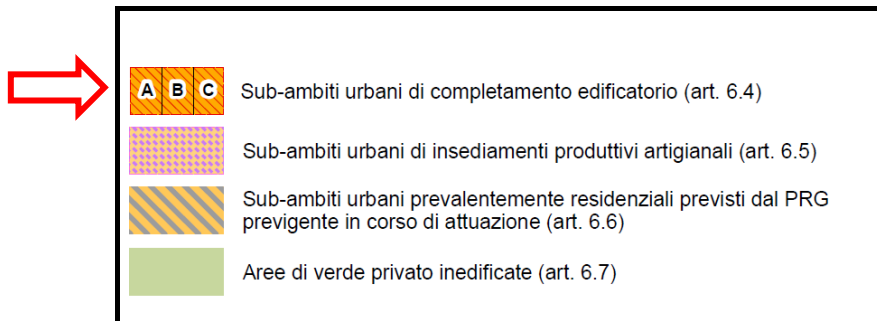 A B C Sub-ambiti urbani di completamento edificatorio (art. 6.4)
Sub-ambiti urbani di insediamenti produttivi artigianali (art. 6.5)
Sub-ambiti urbani prevalentemente residenziali previsti dal PRG
previgente in corso di attuazione (art. 6.6)
Aree di verde privato inedificate (art. 6.7)